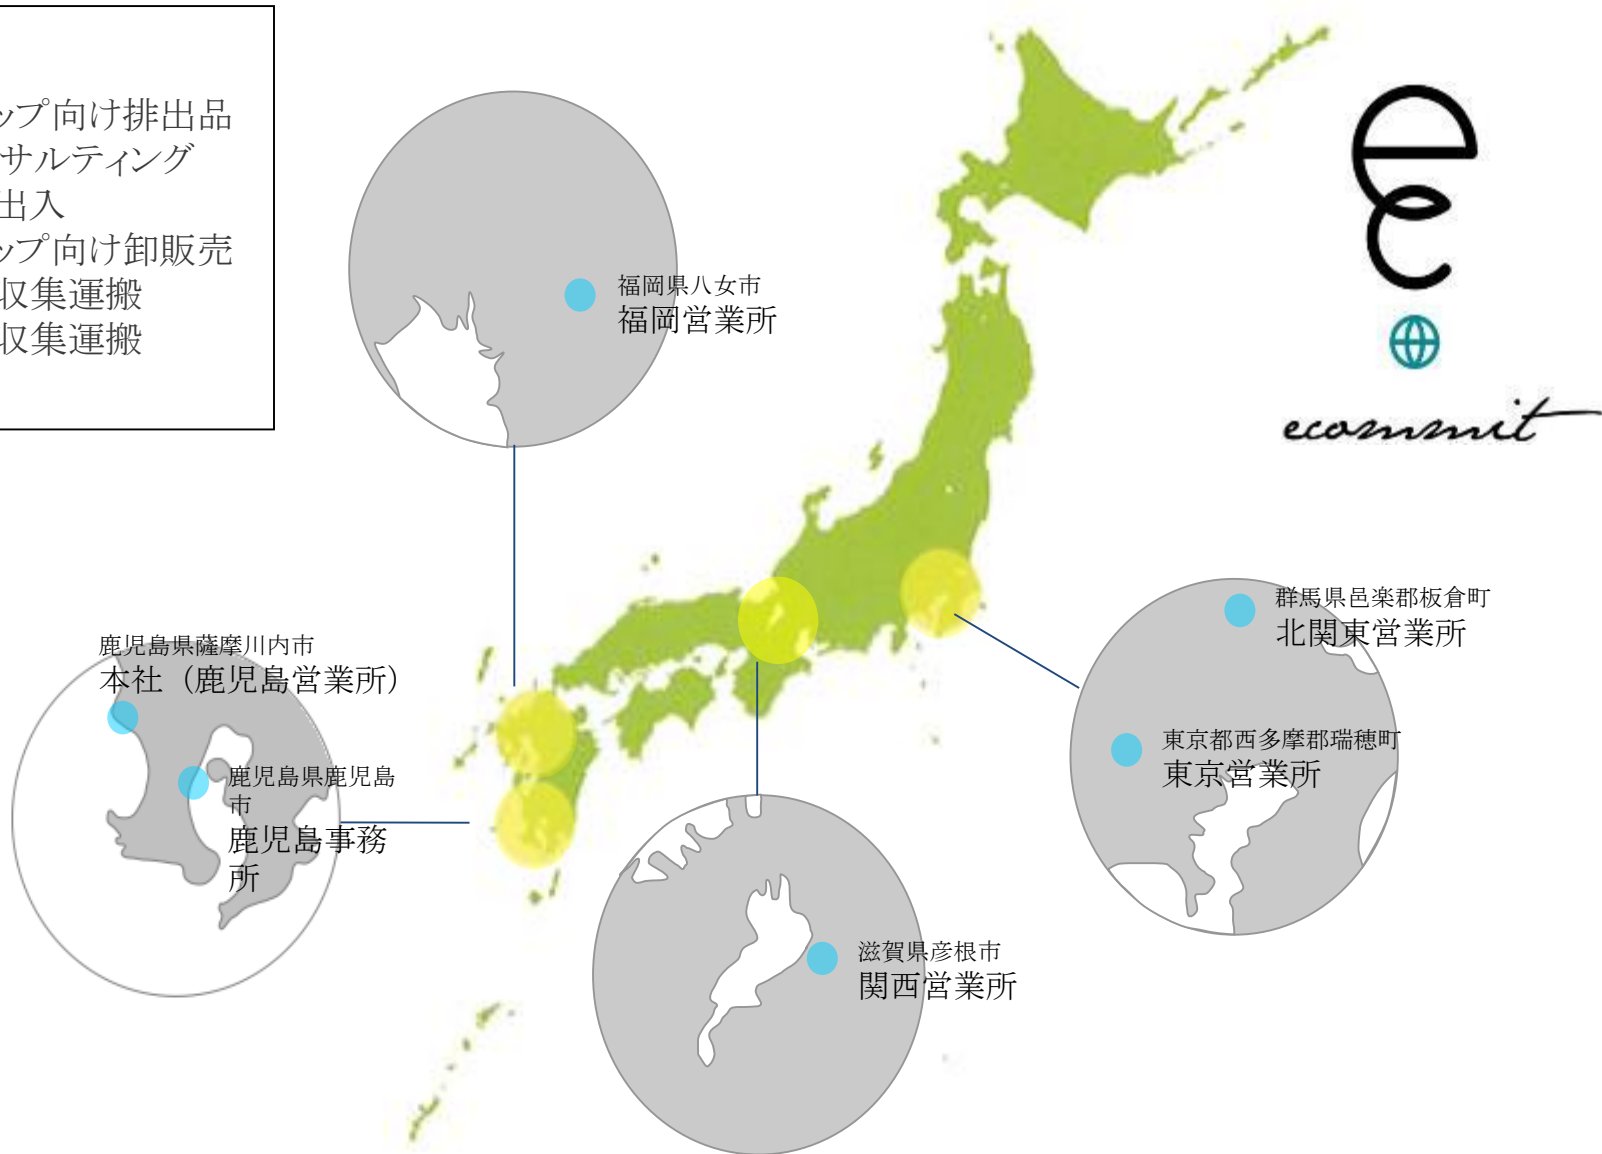 ップ向け排出品
サルティング
出入
ップ向け卸販売
収集運搬
収集運搬
福岡県八女市
福岡営業所
ecommit
群馬県邑楽郡板倉町
北関東営業所
東京都西多摩郡瑞穂町
東京営業所
鹿児島県薩摩川内市
本社（鹿児島営業所）
鹿児島県鹿児島
市
鹿児島事務
所
滋賀県彦根市
関西営業所